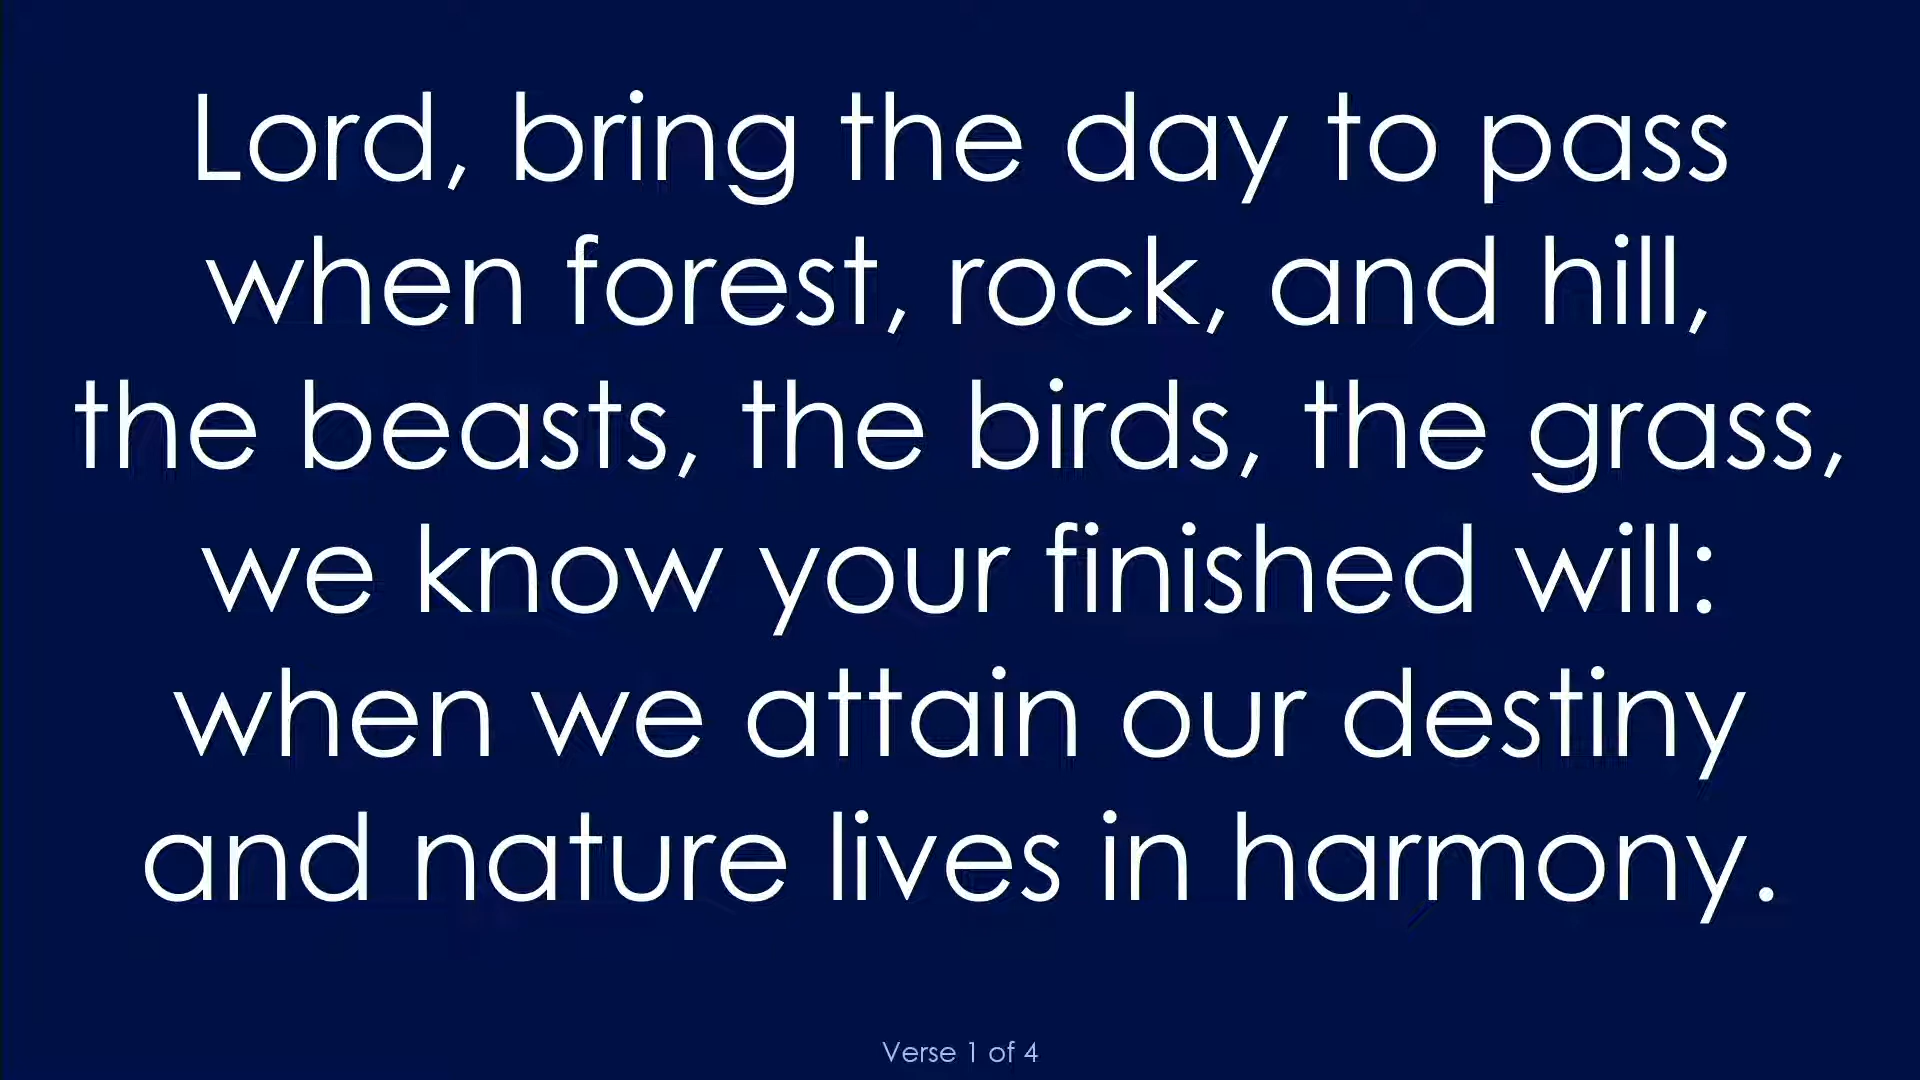 Lord, bring the day to pass
when forest, rock, and hill,
the beasts, the birds, the grass,
we know your finished will:
when we attain our destiny
and nature lives in harmony.
Verse 1 of 4